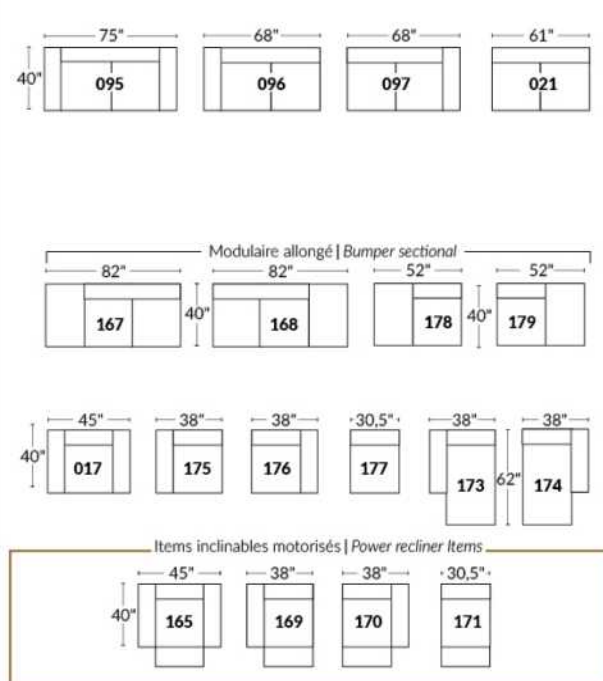 75" 68" 68" 61"
40" 095 096 097 021
Modulaire allongé | Bumper sectional
82" 82" 52" 52"
167 40" 168 178 40" 179
45" 38" 38" 30,5" 38" 38"
40" 017 175 176 177 173 62" 174
Items inclinables motorisés | Power recliner Items
45" 38" 38" 30,5"
40" 165 169 170 171